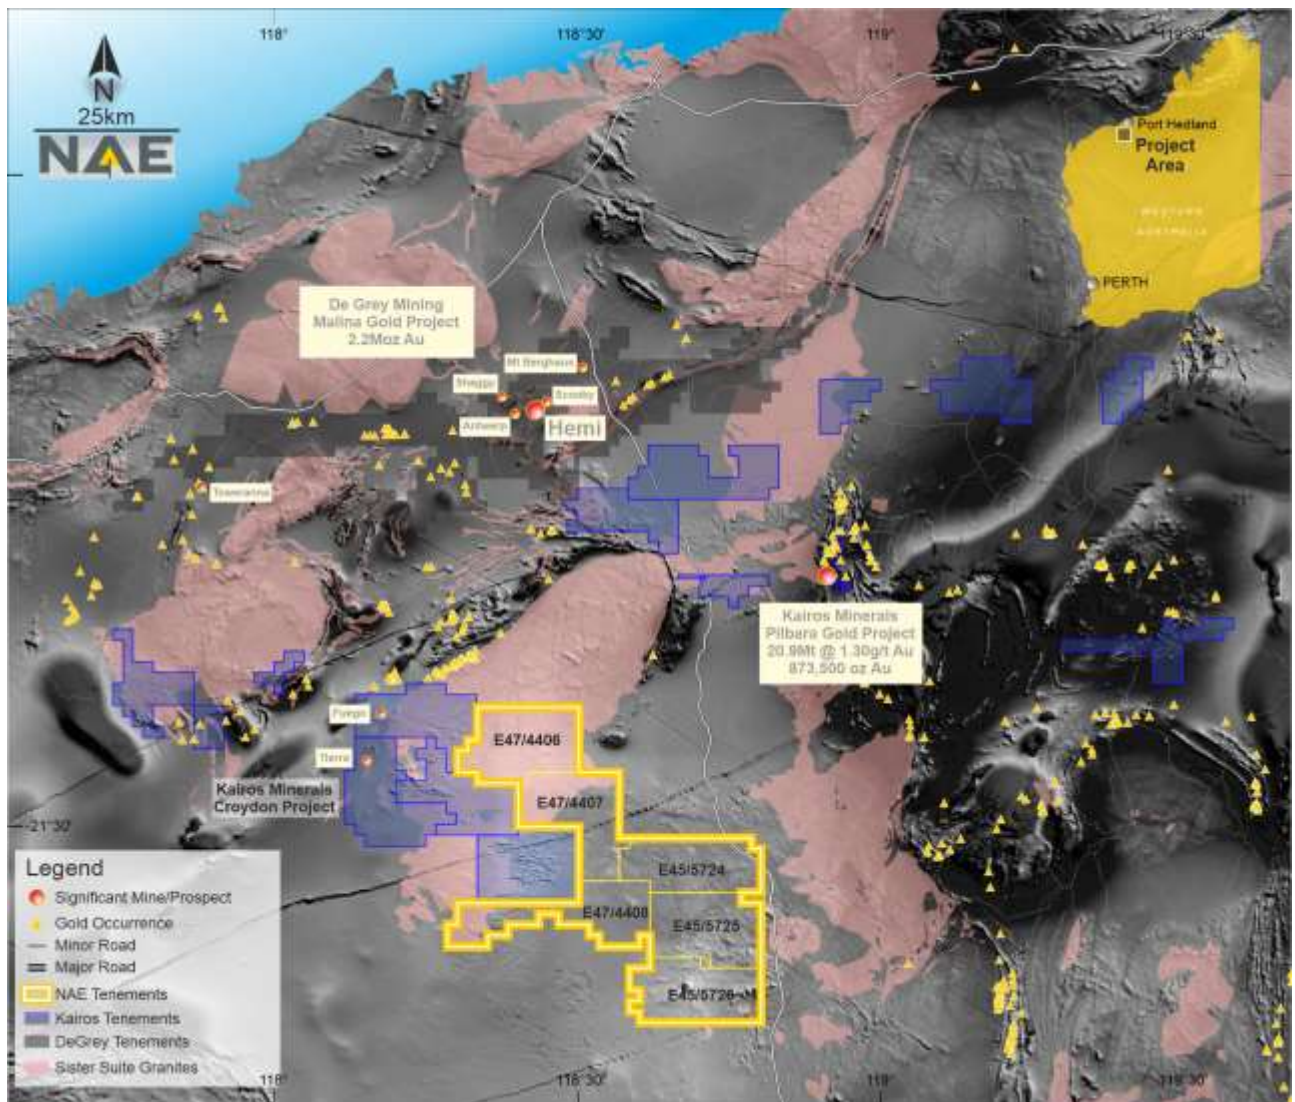 118°
118°30'
119°
119°30'
N
25km
NAE
Port Hedland
Project
Area
WESTERN
AUSTRALIA
PERTH
De Grey Mining
Malina Gold Project
2.2Moz Au
Mt Berghaus
Scooby
Hemi
Toweranna
Kairos Minerals
Pilbara Gold Project
20.9Mt @ 1.30g/t Au
873,500 oz Au
Fuego
Tierra
Kairos Minerals
Croydon Project
E47/4406
E47/4407
E45/5724
E47/4408
E45/5725
E45/5726
-21°30'
Legend
Significant Mine/Prospect
Gold Occurrence
Minor Road
Major Road
NAE Tenements
Kairos Tenements
DeGrey Tenements
Sister Suite Granites
118°
118°30'
119°
119°30'